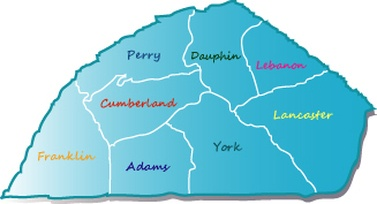 Perry
Dauphin
Lebanon
Cumberland
Lancaster
Franklin
Adams
York